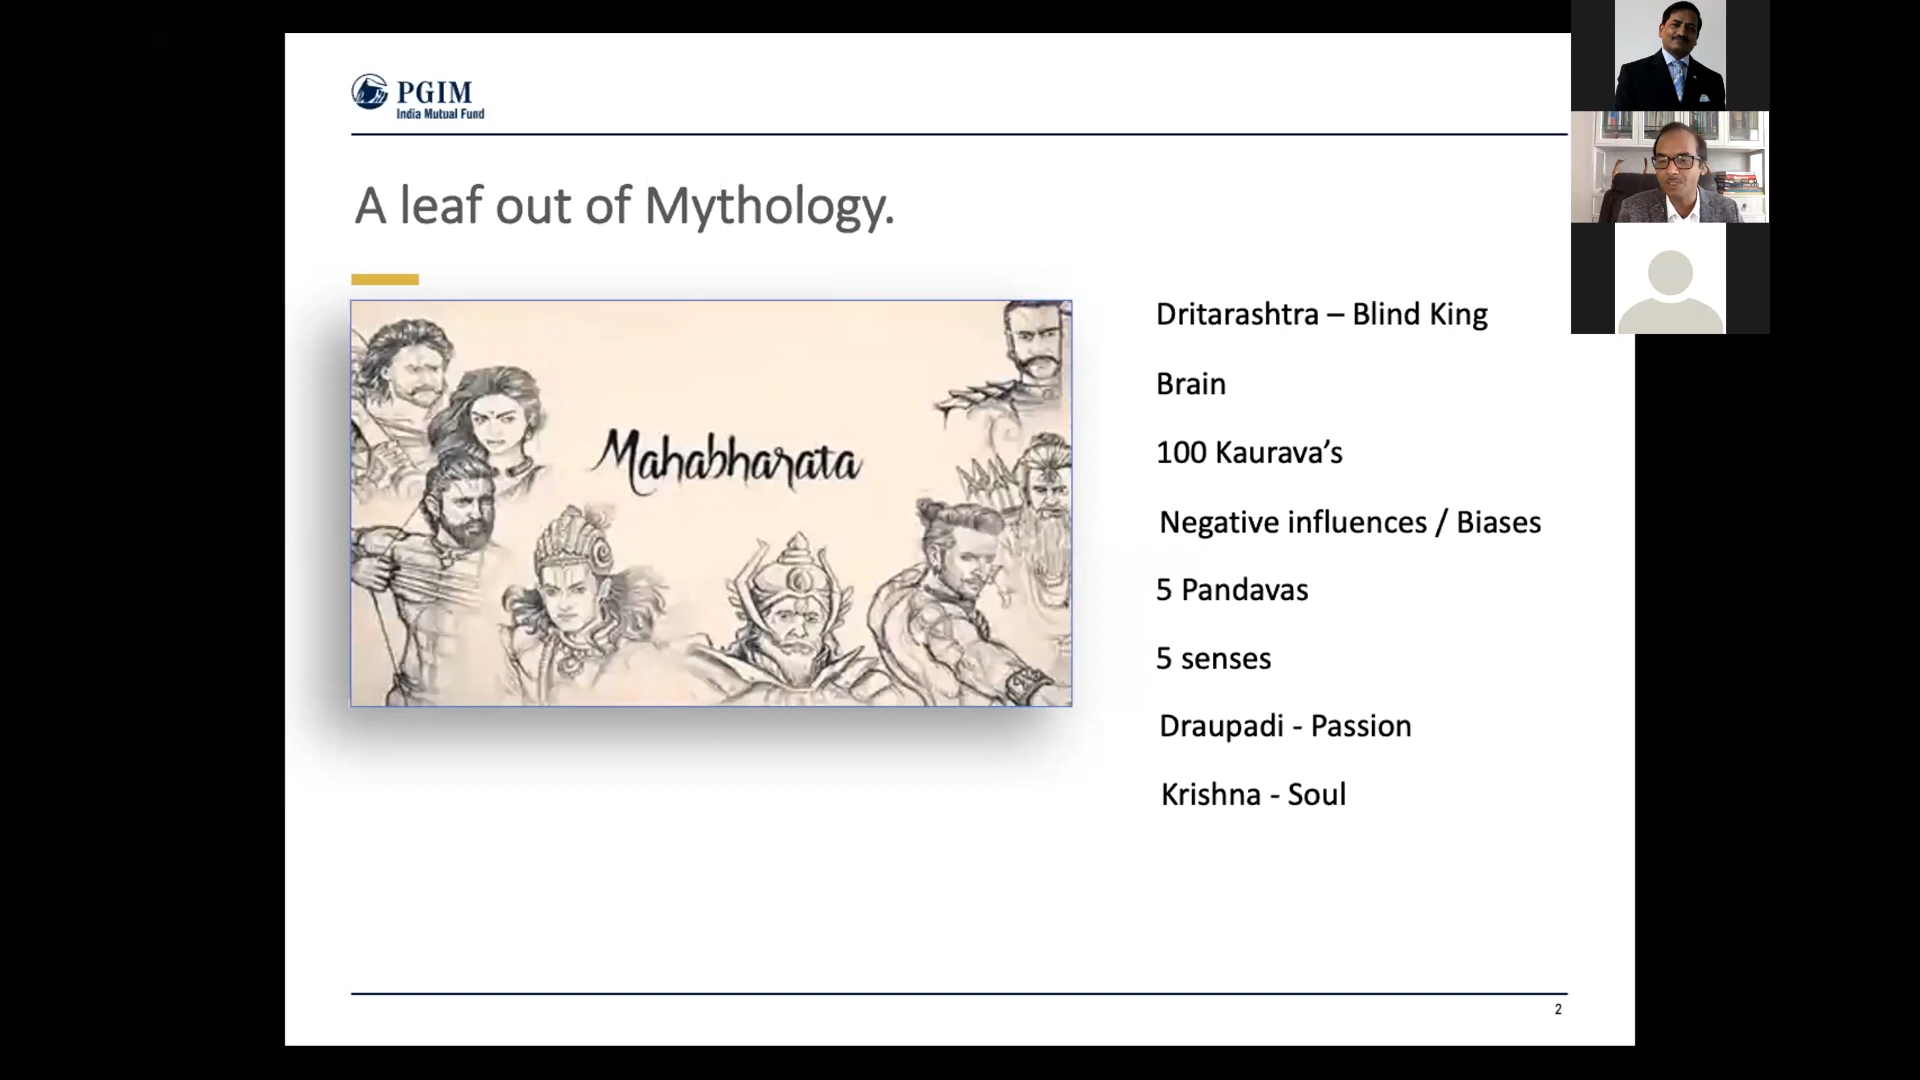 PGIM
India Mutual Fund
A leaf out of Mythology.
Mahabharata
Dritarashtra – Blind King
Brain
100 Kaurava’s
Negative influences / Biases
5 Pandavas
5 senses
Draupadi - Passion
Krishna - Soul
2